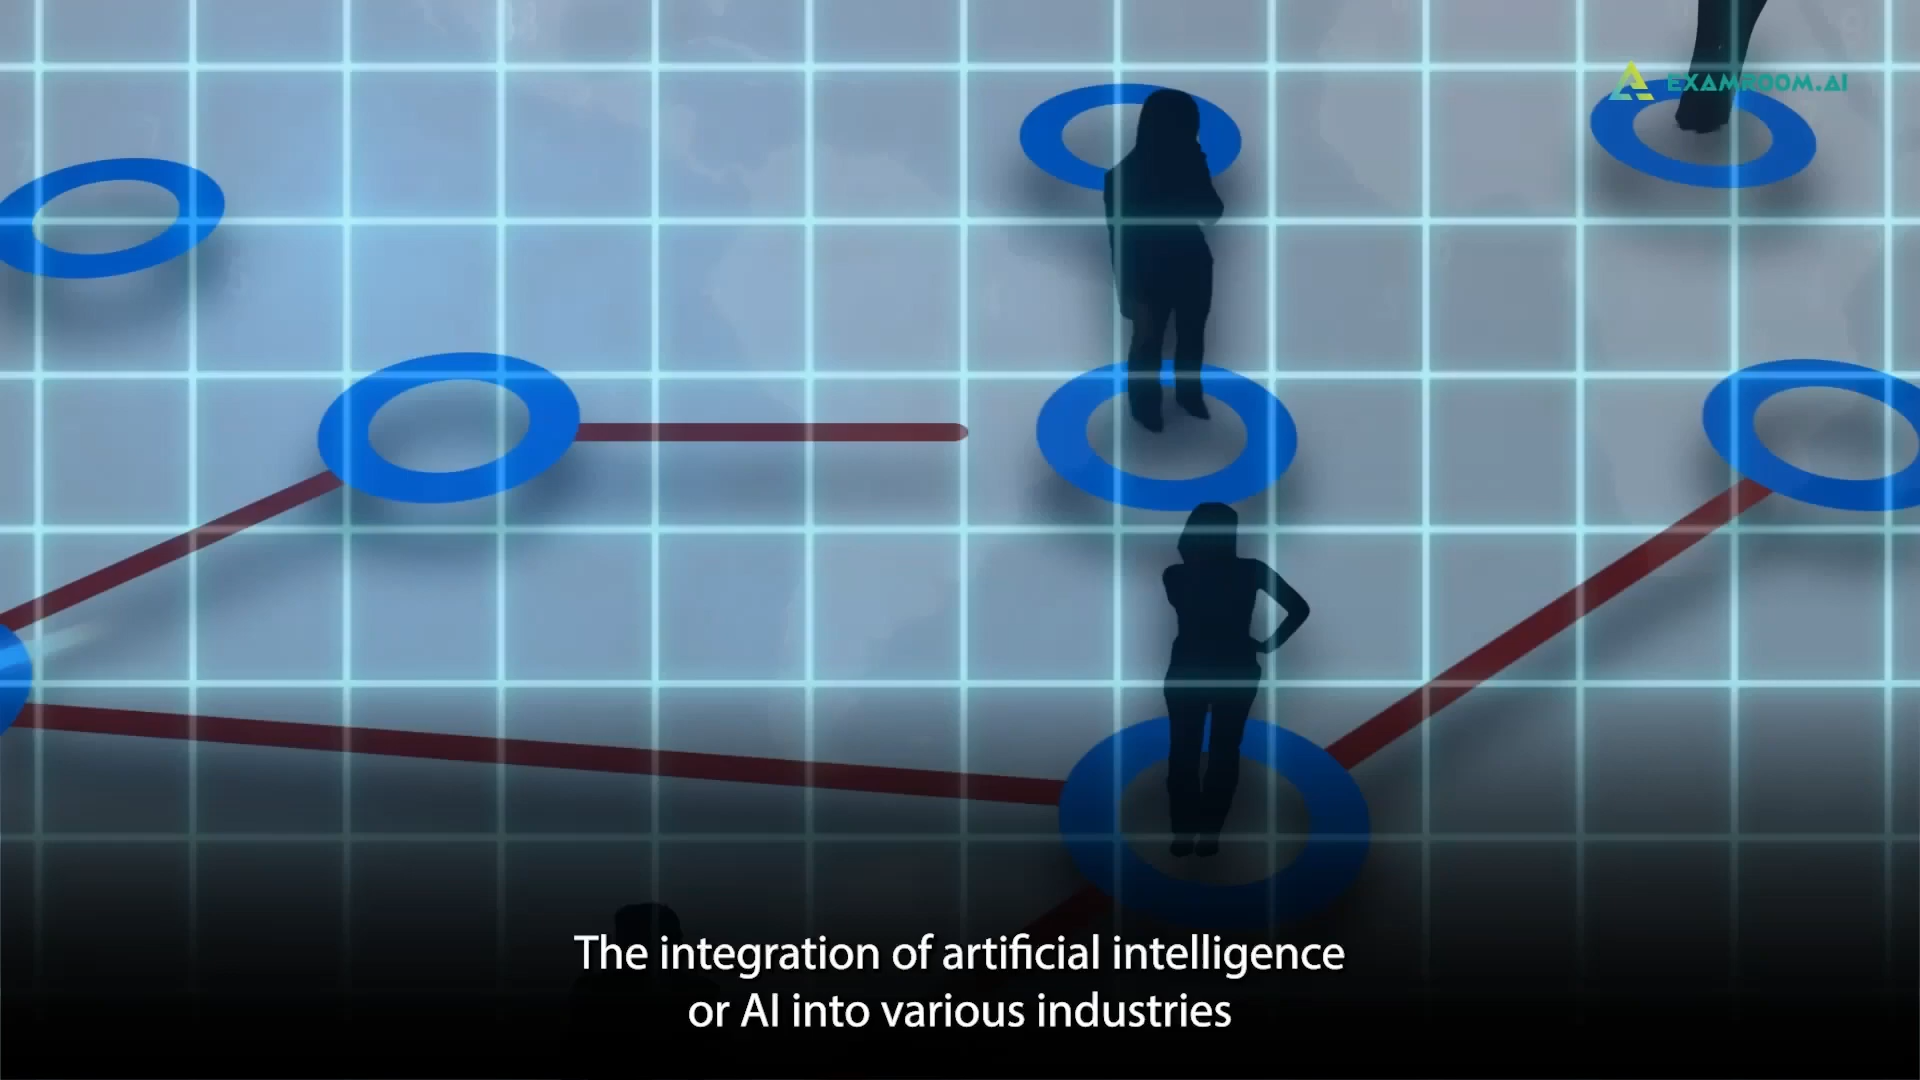 EXAMROOM.AI
The integration of artificial intelligence
or AI into various industries